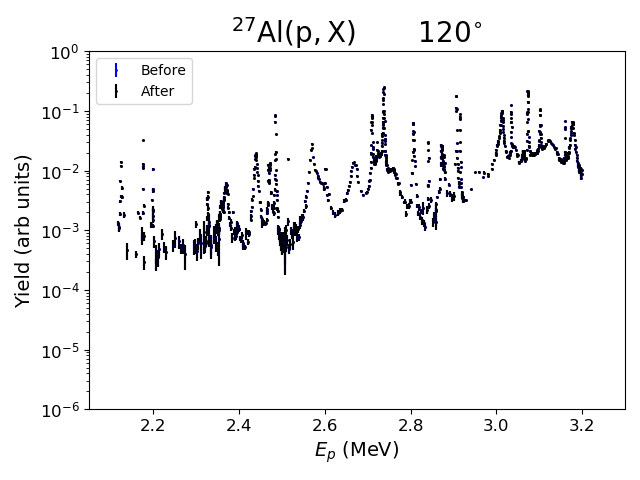 ²⁷Al(p, X) 120°
Yield (arb units)
10⁰
10⁻¹
10⁻²
10⁻³
10⁻⁴
10⁻⁵
10⁻⁶
Before
After
2.2 2.4 2.6 2.8 3.0 3.2
Eₚ (MeV)